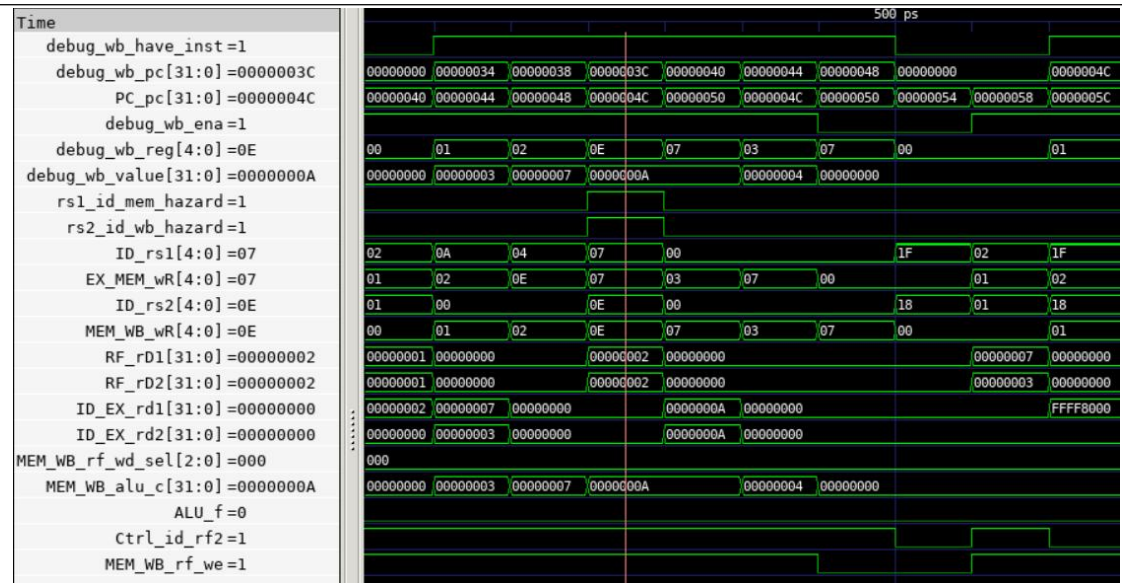 500 ps
Time
debug_wb_have_inst=1
debug_wb_pc[31:0]=0000003C 00000000 00000034 00000038 0000003C 00000040 00000044 00000048 00000000 0000004C
PC_pc[31:0]=0000004C 00000040 00000044 00000048 0000004C 00000050 0000004C 00000050 00000054 00000058 0000005C
debug_wb_ena=1
debug_wb_reg[4:0]=0E 00 01 02 0E 07 03 07 00 01
debug_wb_value[31:0]=0000000A 00000000 00000003 00000007 0000000A 00000004 00000000
rs1_id_mem_hazard=1
rs2_id_wb_hazard=1
ID_rs1[4:0]=07 02 0A 04 07 00 1F 02 1F
EX_MEM_wR[4:0]=07 01 02 0E 07 03 07 00 01 02
ID_rs2[4:0]=0E 01 00 0E 00 18 01 18
MEM_WB_wR[4:0]=0E 00 01 02 0E 07 03 07 00 01
RF_rD1[31:0]=00000002 00000001 00000000 00000002 00000000 00000007 00000000
RF_rD2[31:0]=00000002 00000001 00000000 00000002 00000000 00000003 00000000
ID_EX_rd1[31:0]=00000000 00000002 00000007 00000000 0000000A 00000000 FFFF8000
ID_EX_rd2[31:0]=00000000 00000000 00000003 00000000 0000000A 00000000
MEM_WB_rf_wd_sel[2:0]=000 000
MEM_WB_alu_c[31:0]=0000000A 00000000 00000003 00000007 0000000A 00000004 00000000
ALU_f=0
Ctrl_id_rf2=1
MEM_WB_rf_we=1